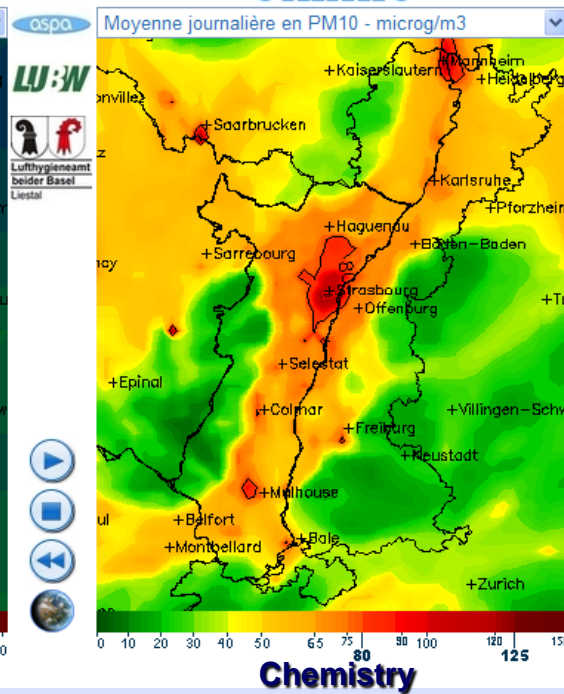 aspa
Moyenne journalière en PM10 - microg/m3
LU:W
Lufthygieneamt
beider Basel
Liestal
+Kaiserslautern
+Mannheim
+Heidelberg
+Saarbrucken
+Karlsruhe
+Pforzheim
+Haguenau
+Baden-Baden
+Sarrebourg
80
+Strasbourg
+Offenburg
+Selestat
+Epinal
+Colmar
+Villingen-Schw
+Freiburg
+Neustadt
+Mulhouse
+Belfort
+Bale
+Montbeliard
+Zurich
0 10 20 30 40 50 65 75 80 90 100 120 125 150
Chemistry